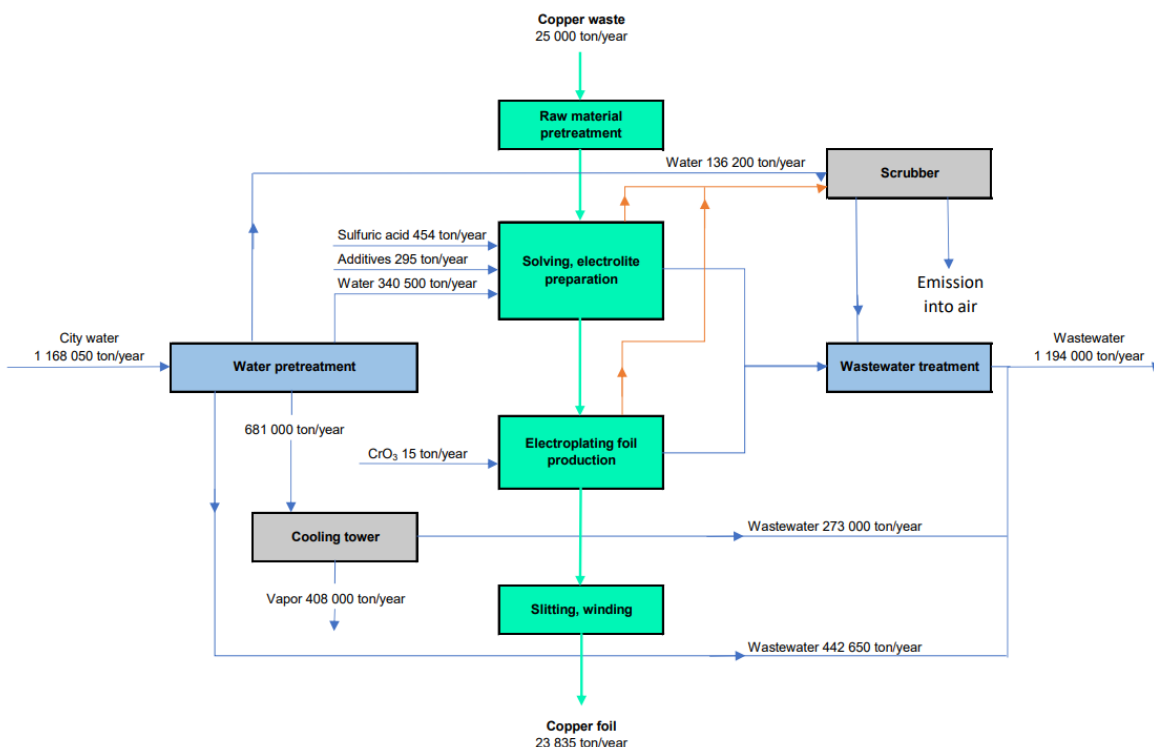 Copper waste
25 000 ton/year
Raw material
pretreatment
Water 136 200 ton/year
Scrubber
Sulfuric acid 454 ton/year
Additives 295 ton/year
Water 340 500 ton/year
Solving, electrolite
preparation
Emission
into air
City water
1 168 050 ton/year
Water pretreatment
Wastewater treatment
Wastewater
1 194 000 ton/year
681 000 ton/year
CrO₃ 15 ton/year
Electroplating foil
production
Cooling tower
Wastewater 273 000 ton/year
Vapor 408 000 ton/year
Slitting, winding
Wastewater 442 650 ton/year
Copper foil
23 835 ton/year